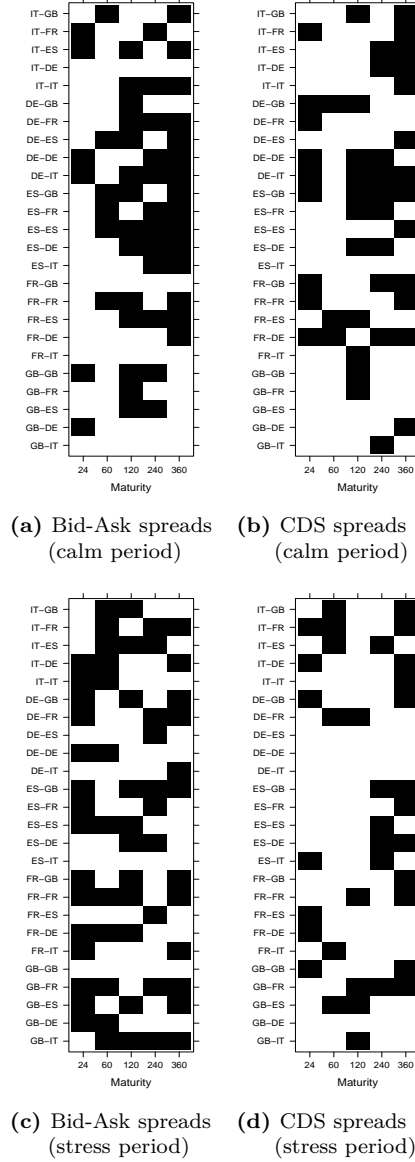 IT−GB
IT−FR
IT−ES
IT−DE
IT−IT
DE−GB
DE−FR
DE−ES
DE−DE
DE−IT
ES−GB
ES−FR
ES−ES
ES−DE
ES−IT
FR−GB
FR−FR
FR−ES
FR−DE
FR−IT
GB−GB
GB−FR
GB−ES
GB−DE
GB−IT
24 60 120 240 360
Maturity
(a) Bid-Ask spreads
(calm period)
IT−GB
IT−FR
IT−ES
IT−DE
IT−IT
DE−GB
DE−FR
DE−ES
DE−DE
DE−IT
ES−GB
ES−FR
ES−ES
ES−DE
ES−IT
FR−GB
FR−FR
FR−ES
FR−DE
FR−IT
GB−GB
GB−FR
GB−ES
GB−DE
GB−IT
24 60 120 240 360
Maturity
(b) CDS spreads
(calm period)
IT−GB
IT−FR
IT−ES
IT−DE
IT−IT
DE−GB
DE−FR
DE−ES
DE−DE
DE−IT
ES−GB
ES−FR
ES−ES
ES−DE
ES−IT
FR−GB
FR−FR
FR−ES
FR−DE
FR−IT
GB−GB
GB−FR
GB−ES
GB−DE
GB−IT
24 60 120 240 360
Maturity
(c) Bid-Ask spreads
(stress period)
IT−GB
IT−FR
IT−ES
IT−DE
IT−IT
DE−GB
DE−FR
DE−ES
DE−DE
DE−IT
ES−GB
ES−FR
ES−ES
ES−DE
ES−IT
FR−GB
FR−FR
FR−ES
FR−DE
FR−IT
GB−GB
GB−FR
GB−ES
GB−DE
GB−IT
24 60 120 240 360
Maturity
(d) CDS spreads
(stress period)